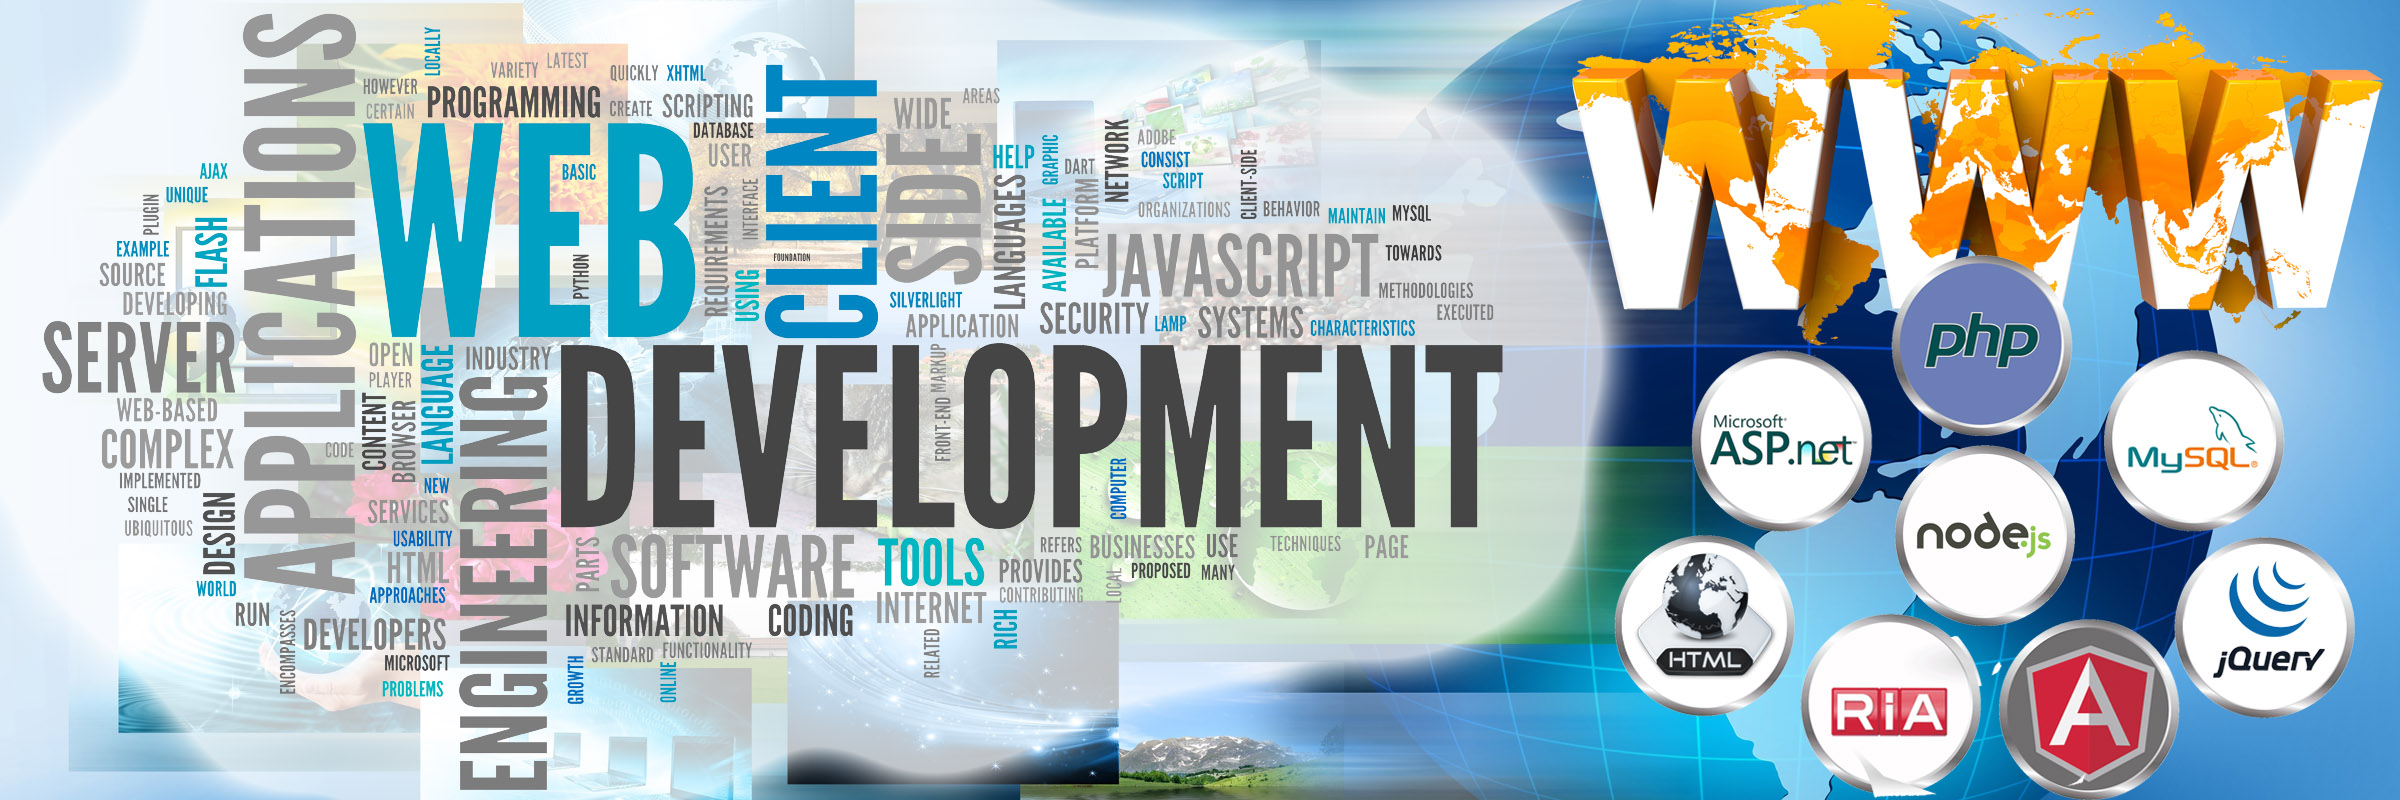 APPLICATIONS
LOCALLY
HOWEVER
VARIETY
LATEST
QUICKLY
XHTML
CERTAIN
PROGRAMMING
CREATE
SCRIPTING
DATABASE
USER
WEB
BASIC
PYTHON
REQUIREMENTS
INTERFACE
USING
CLIENT
FOUNDATION
WIDE
AREAS
SIDE
SILVERLIGHT
APPLICATION
HELP
LANGUAGES
GRAPHIC
AVAILABLE
DART
PLATFORM
NETWORK
ADOBE
CONSIST
SCRIPT
ORGANIZATIONS
CLIENT-SIDE
BEHAVIOR
MAINTAIN
MYSQL
JAVASCRIPT
TOWARDS
METHODOLOGIES
EXECUTED
SECURITY
LAMP
SYSTEMS
CHARACTERISTICS
AJAX
UNIQUE
PLUGIN
EXAMPLE
FLASH
SOURCE
DEVELOPING
SERVER
WEB-BASED
COMPLEX
IMPLEMENTED
SINGLE
UBIQUITOUS
DESIGN
WORLD
RUN
ENCOMPASSES
DEVELOPERS
MICROSOFT
PROBLEMS
OPEN
PLAYER
LANGUAGE
INDUSTRY
CODE
CONTENT
BROWSER
NEW
SERVICES
USABILITY
HTML
APPROACHES
ENGINEERING
DEVELOPMENT
FRONT-END
MARKUP
COMPUTER
PARTS
SOFTWARE
TOOLS
REFERS
BUSINESSES
USE
TECHNIQUES
PAGE
PROVIDES
PROPOSED
MANY
CONTRIBUTING
LOCAL
INFORMATION
CODING
INTERNET
RICH
RELATED
STANDARD
FUNCTIONALITY
GROWTH
ONLINE
WWW
php
Microsoft®
ASP.net™
MySQL®
node.js
HTML
jQuery
RiA
A